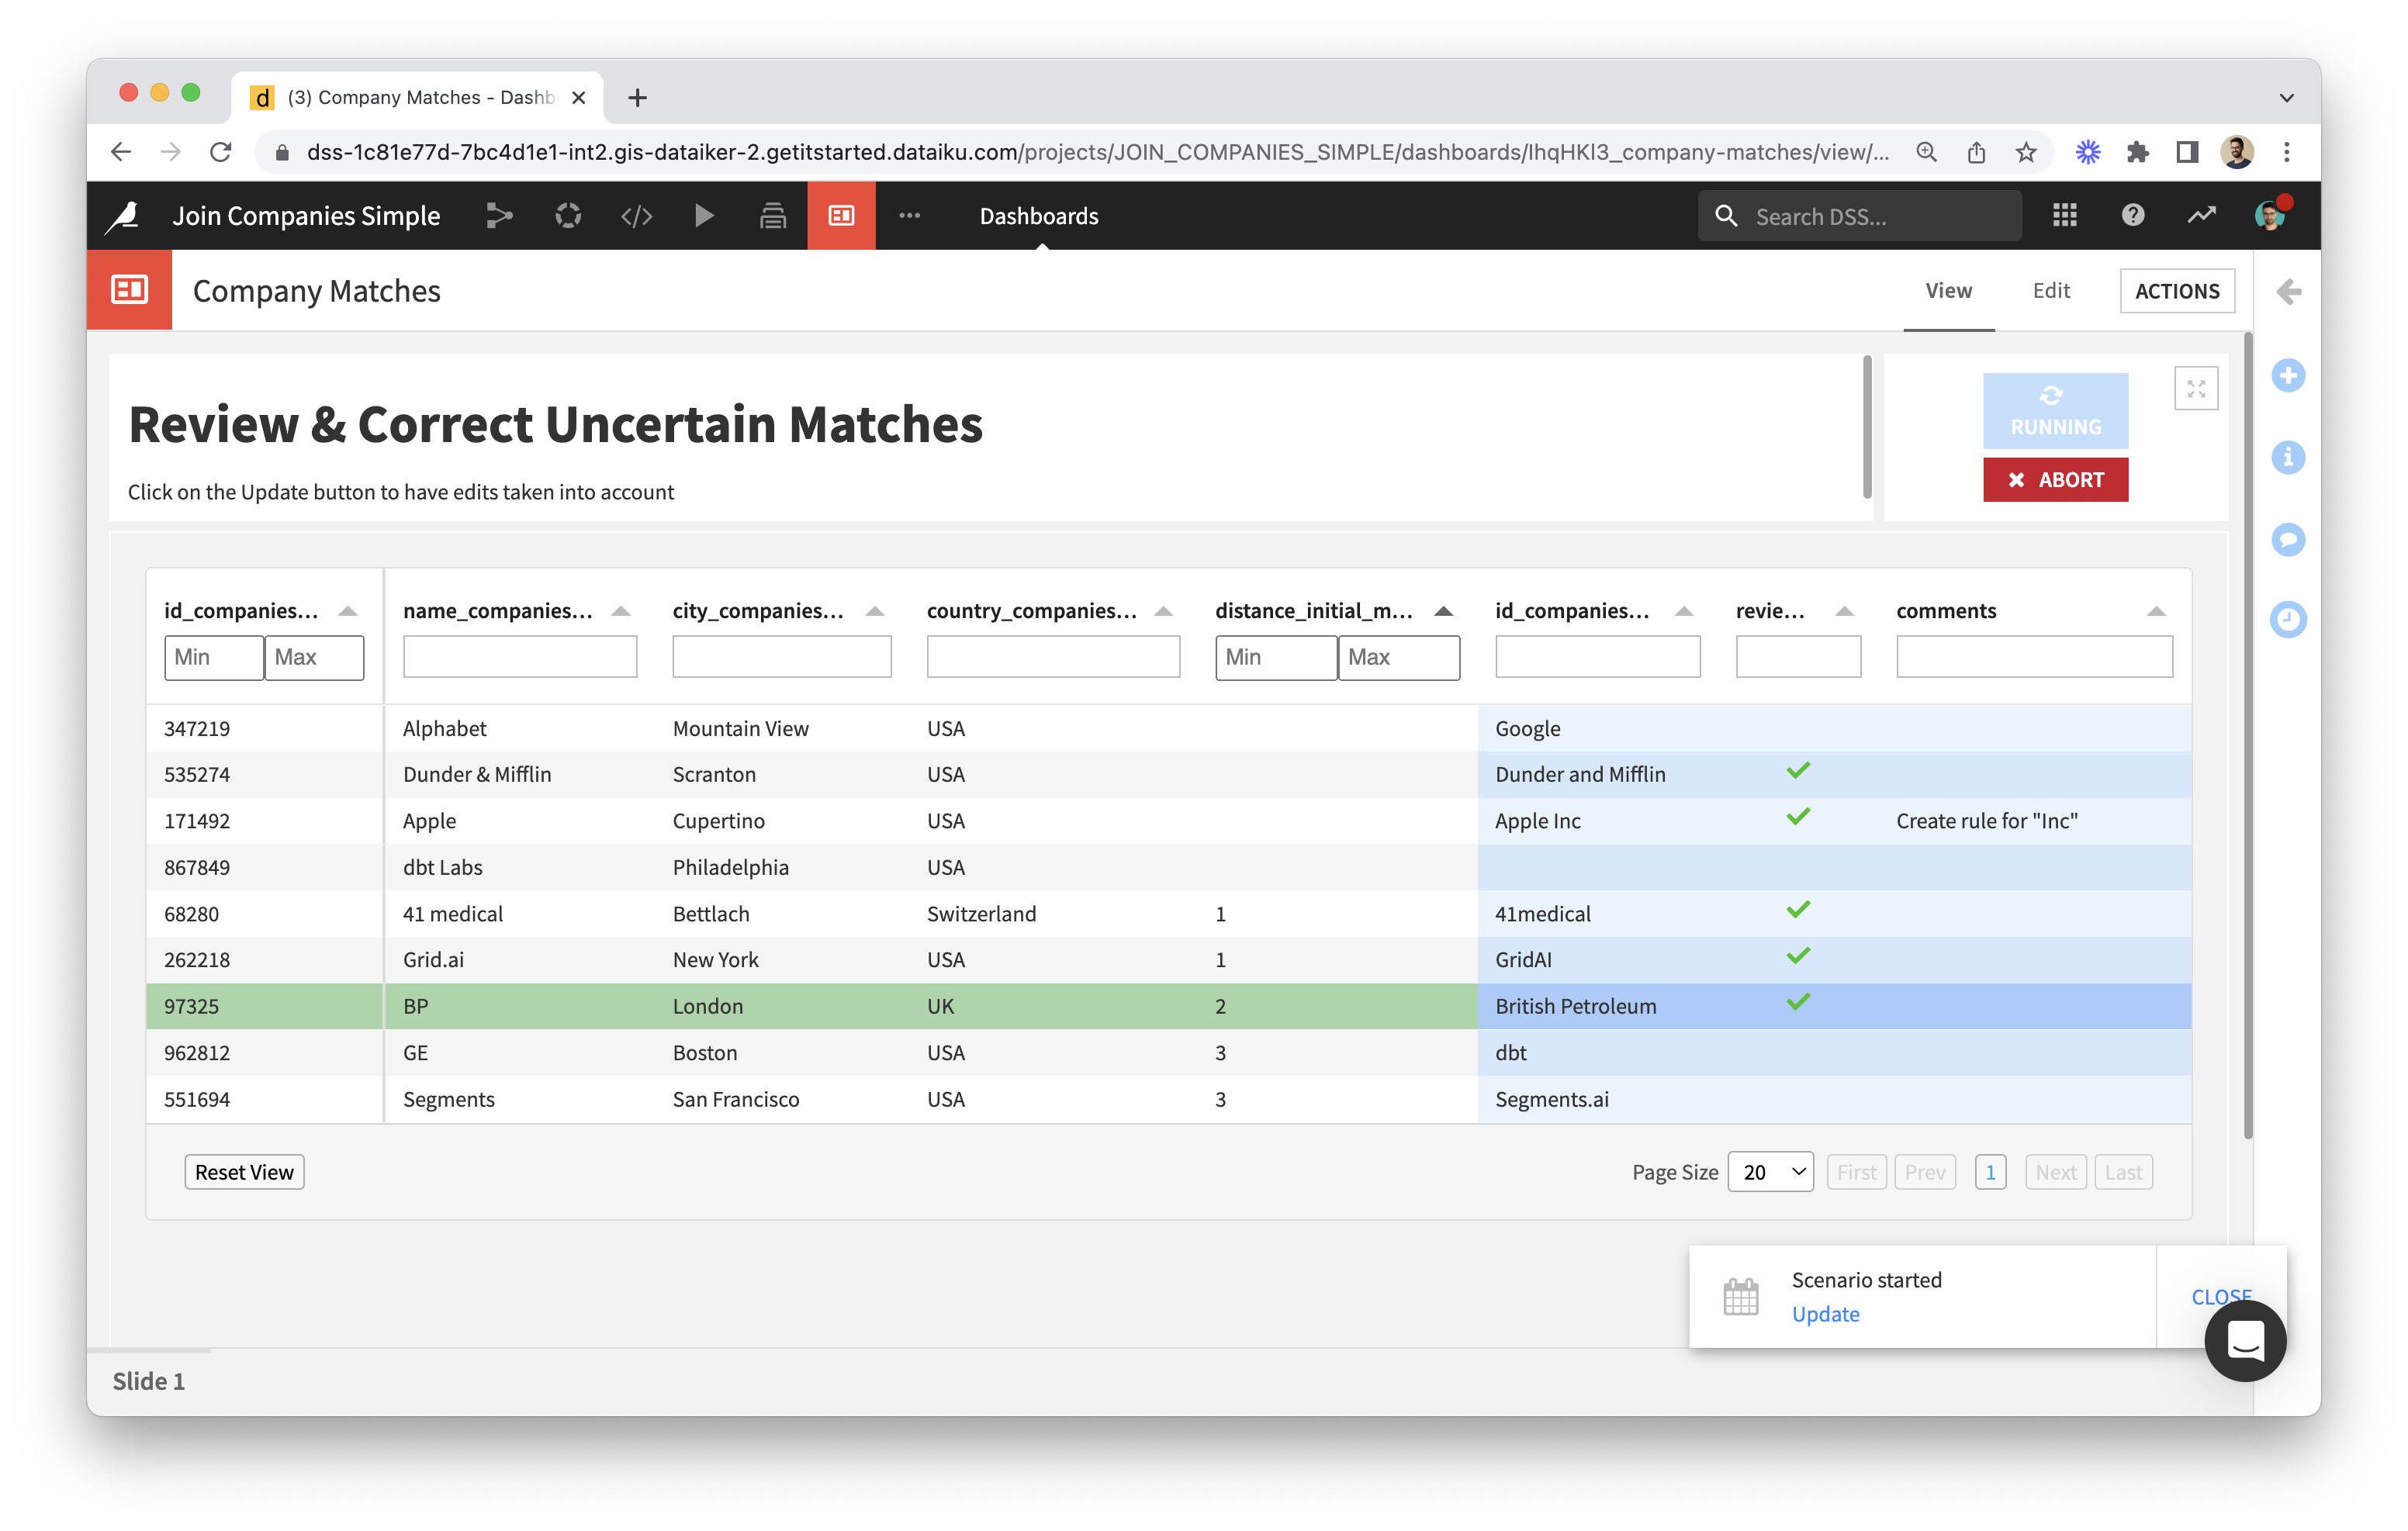 d (3) Company Matches - Dashb
dss-1c81e77d-7bc4d1e1-int2.gis-dataiker-2.getitstarted.dataiku.com/projects/JOIN_COMPANIES_SIMPLE/dashboards/lhqHKl3_company-matches/view/...
Join Companies Simple Dashboards Search DSS...
Company Matches View Edit ACTIONS
Review & Correct Uncertain Matches
RUNNING
ABORT
Click on the Update button to have edits taken into account
id_companies... name_companies... city_companies... country_companies... distance_initial_m... id_companies... revie... comments
Min Max Min Max
347219 Alphabet Mountain View USA Google
535274 Dunder & Mifflin Scranton USA Dunder and Mifflin
171492 Apple Cupertino USA Apple Inc Create rule for "Inc"
867849 dbt Labs Philadelphia USA
68280 41 medical Bettlach Switzerland 1 41medical
262218 Grid.ai New York USA 1 GridAI
97325 BP London UK 2 British Petroleum
962812 GE Boston USA 3 dbt
551694 Segments San Francisco USA 3 Segments.ai
Reset View Page Size 20 First Prev 1 Next Last
Scenario started
Update
CLOSE
Slide 1